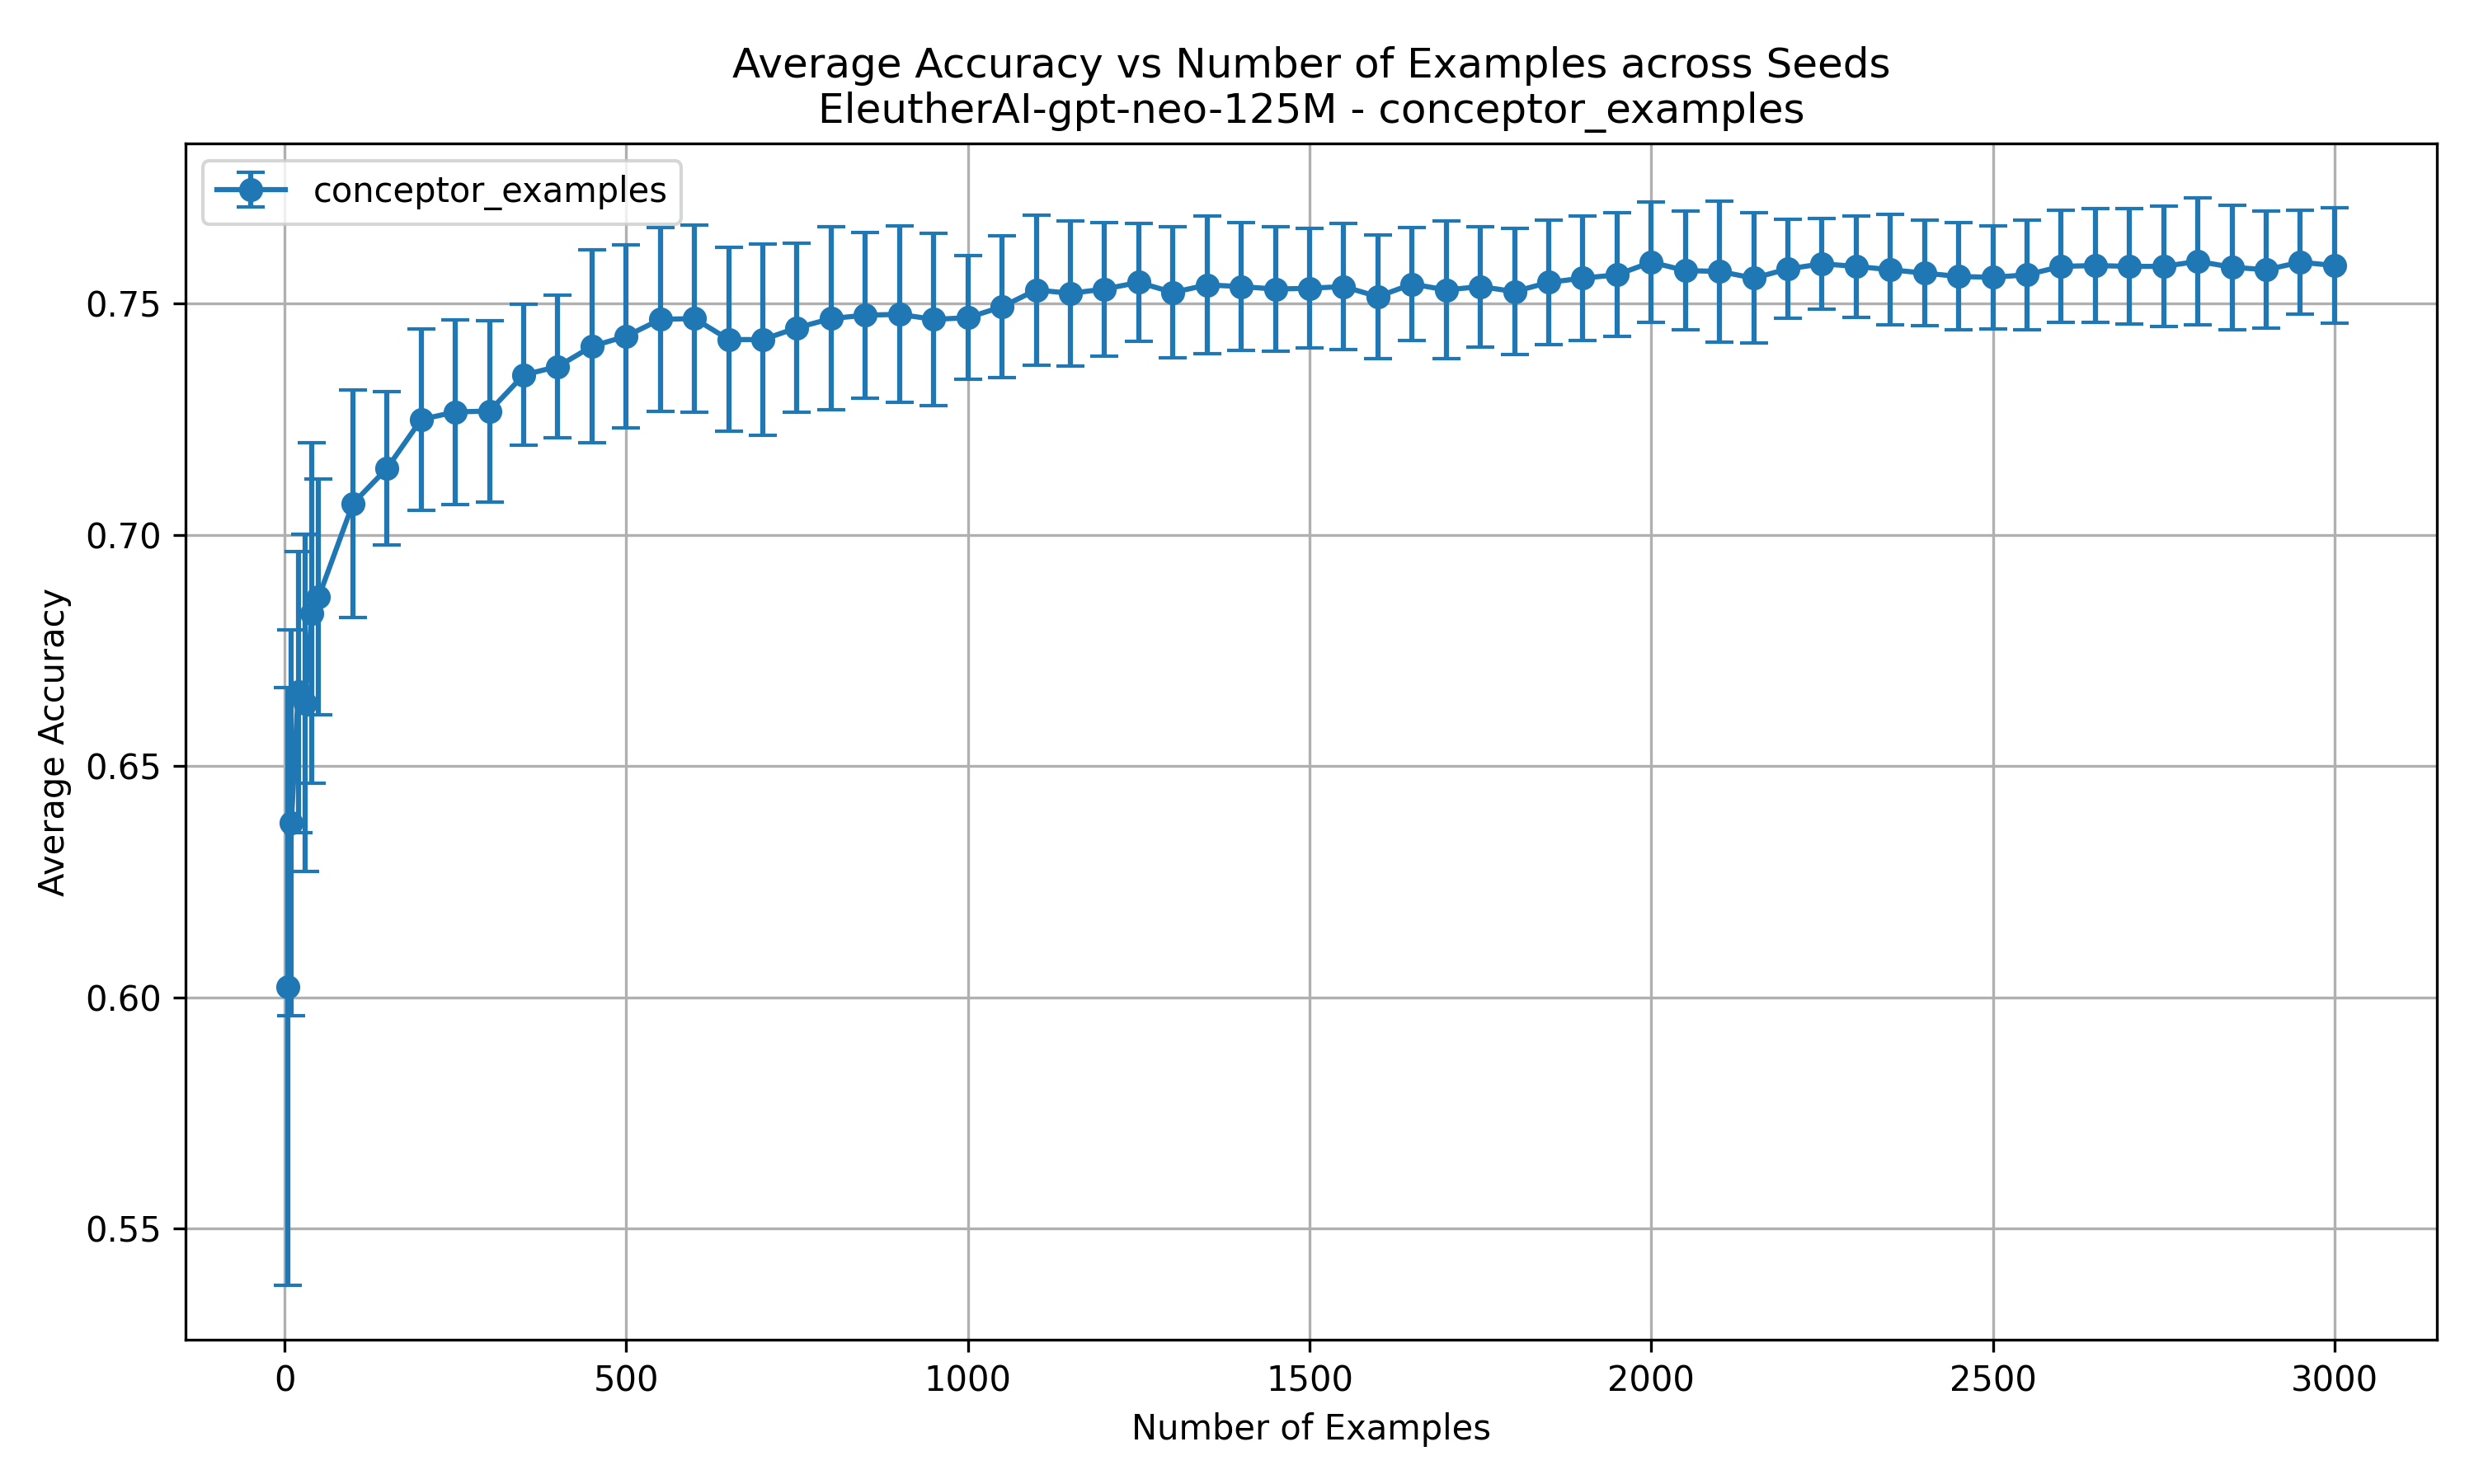 Average Accuracy vs Number of Examples across Seeds
EleutherAI-gpt-neo-125M - conceptor_examples
conceptor_examples
Average Accuracy
0.75
0.70
0.65
0.60
0.55
0 500 1000 1500 2000 2500 3000
Number of Examples